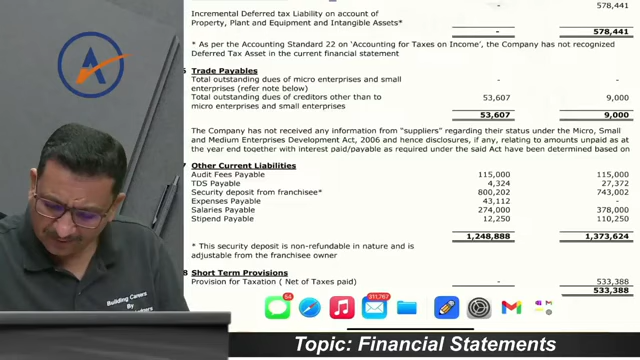 - 578,441
Incremental Deferred tax Liability on account of
Property, Plant and Equipment and Intangible Assets*
- 578,441
* As per the Accounting Standard 22 on 'Accounting for Taxes on Income', the Company has not recognized
Deferred Tax Asset in the current financial statement
Trade Payables
Total outstanding dues of micro enterprises and small - -
enterprises (refer note below)
Total outstanding dues of creditors other than to 53,607 9,000
micro enterprises and small enterprises
53,607 9,000
The Company has not received any information from "suppliers" regarding their status under the Micro, Small
and Medium Enterprises Development Act, 2006 and hence disclosures, if any, relating to amounts unpaid as at
the year end together with interest paid/payable as required under the said Act have been determined based on
7 Other Current Liabilities
Audit Fees Payable 115,000 115,000
TDS Payable 4,324 27,372
Security deposit from franchisee* 800,202 743,002
Expenses Payable 43,112 -
Salaries Payable 274,000 378,000
Stipend Payable 12,250 110,250
1,248,888 1,373,624
* This security deposit is non-refundable in nature and is
adjustable from the franchisee owner
8 Short Term Provisions
Provision for Taxation ( Net of Taxes paid) - 533,388
533,388
64
311,767
Building Careers
By
Topic: Financial Statements